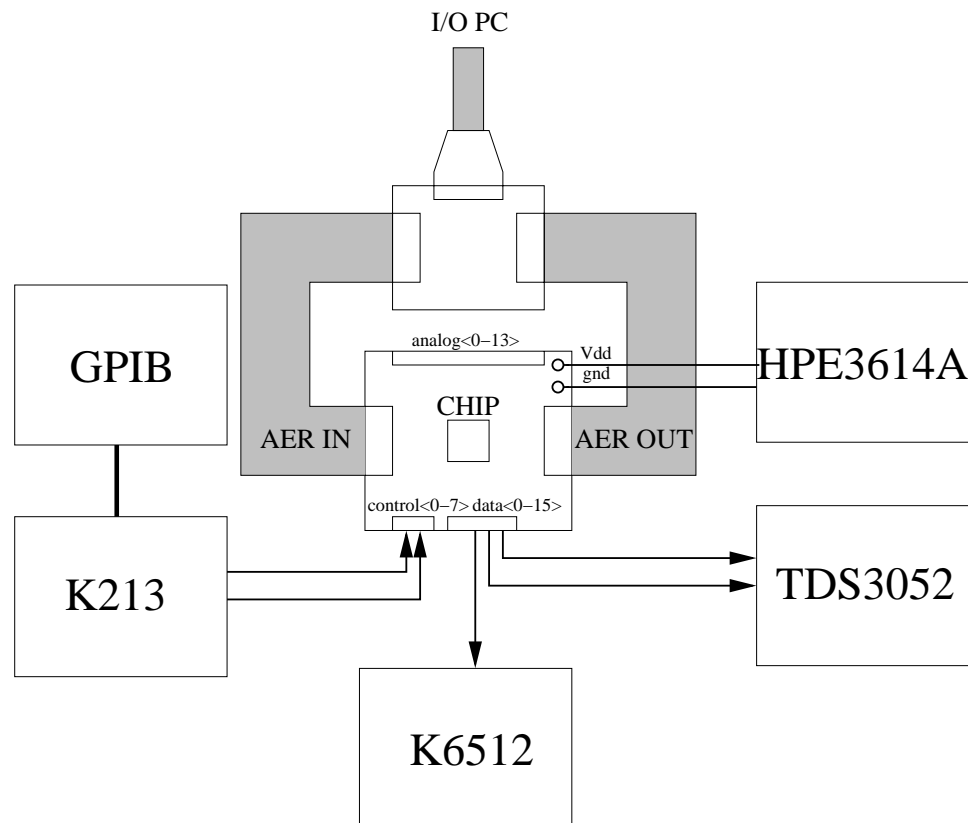 I/O PC
analog<0−13>
Vdd
gnd
GPIB
HPE3614A
CHIP
AER IN
AER OUT
control<0−7>
data<0−15>
K213
TDS3052
K6512